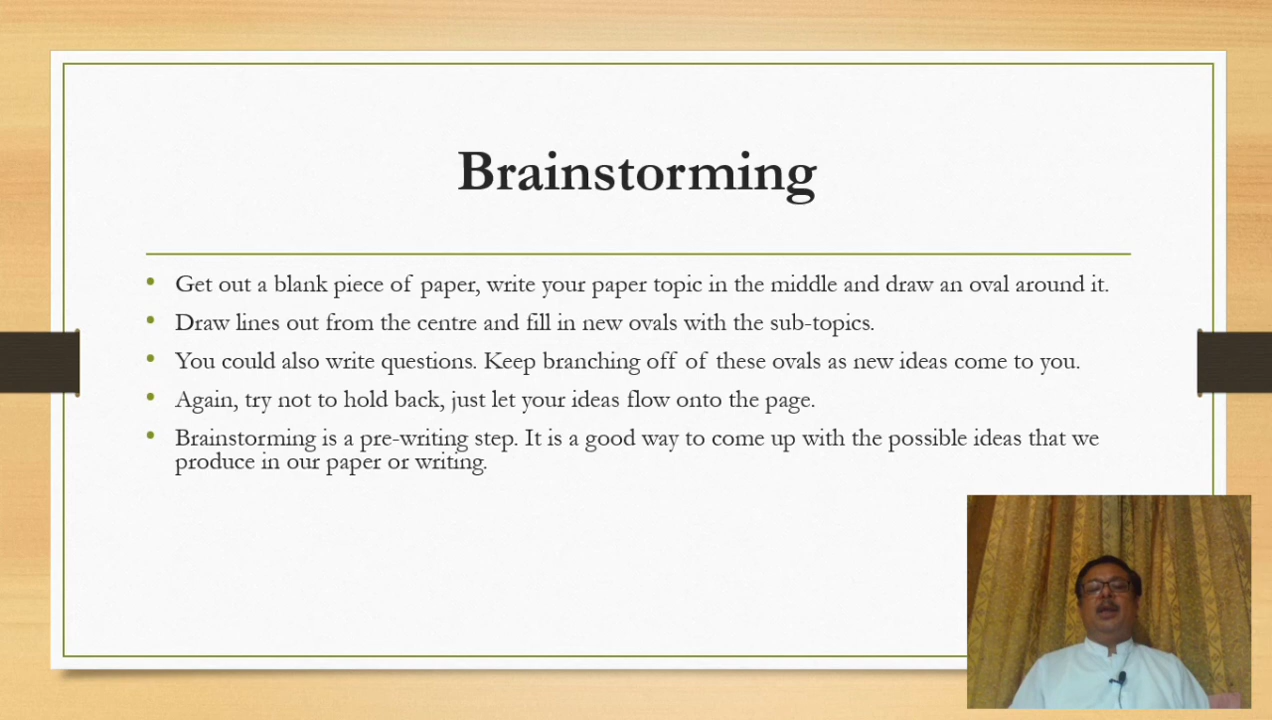 Brainstorming
Get out a blank piece of paper, write your paper topic in the middle and draw an oval around it.
Draw lines out from the centre and fill in new ovals with the sub-topics.
You could also write questions. Keep branching off of these ovals as new ideas come to you.
Again, try not to hold back, just let your ideas flow onto the page.
Brainstorming is a pre-writing step. It is a good way to come up with the possible ideas that we
produce in our paper or writing.